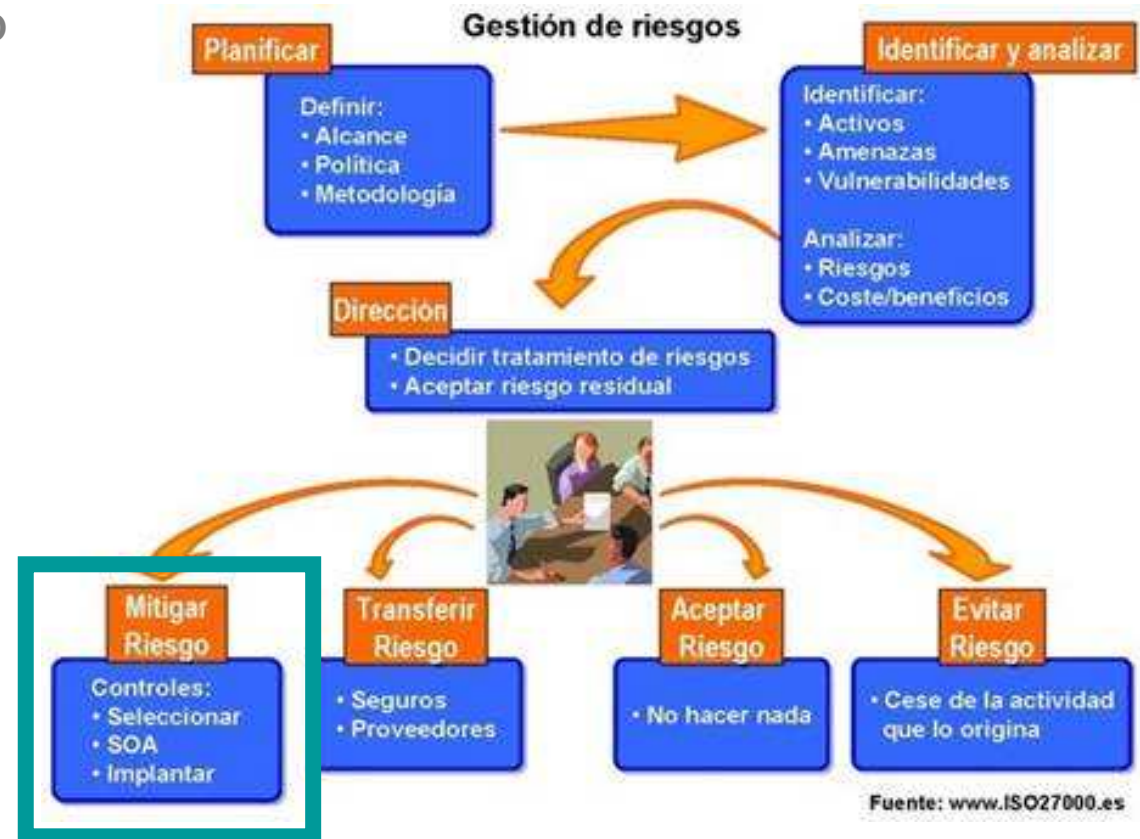 Gestión de riesgos
Planificar
Definir:
• Alcance
• Política
• Metodología
Identificar y analizar
Identificar:
• Activos
• Amenazas
• Vulnerabilidades
Analizar:
• Riesgos
• Coste/beneficios
Dirección
• Decidir tratamiento de riesgos
• Aceptar riesgo residual
Mitigar
Riesgo
Controles:
• Seleccionar
• SOA
• Implantar
Transferir
Riesgo
• Seguros
• Proveedores
Aceptar
Riesgo
• No hacer nada
Evitar
Riesgo
• Cese de la actividad
que lo origina
Fuente: www.ISO27000.es